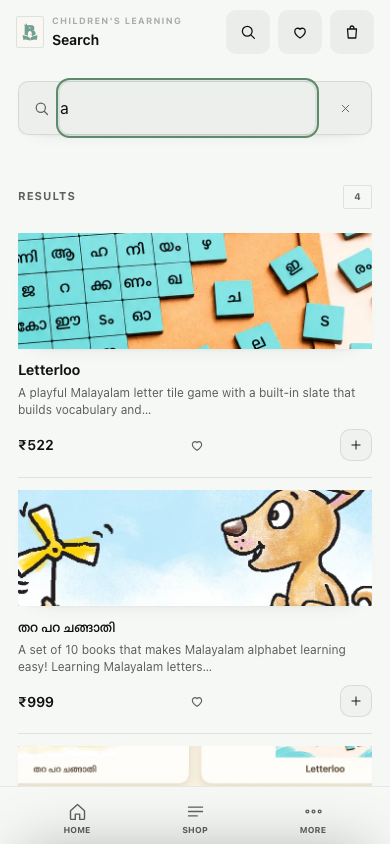 CHILDREN'S LEARNING
Search
a
RESULTS
4
ണി ആ ഹ നി യം ഴ
ജ റ ക്ക ണം ഖ
കോ ഈ ടം ഓ
ഇ
ച
S
ല്ല
Letterloo
A playful Malayalam letter tile game with a built-in slate that
builds vocabulary and...
₹522
തറ പറ ചങ്ങാതി
A set of 10 books that makes Malayalam alphabet learning
easy! Learning Malayalam letters...
₹999
തറ പറ ചങ്ങാതി
Letterloo
HOME
SHOP
MORE